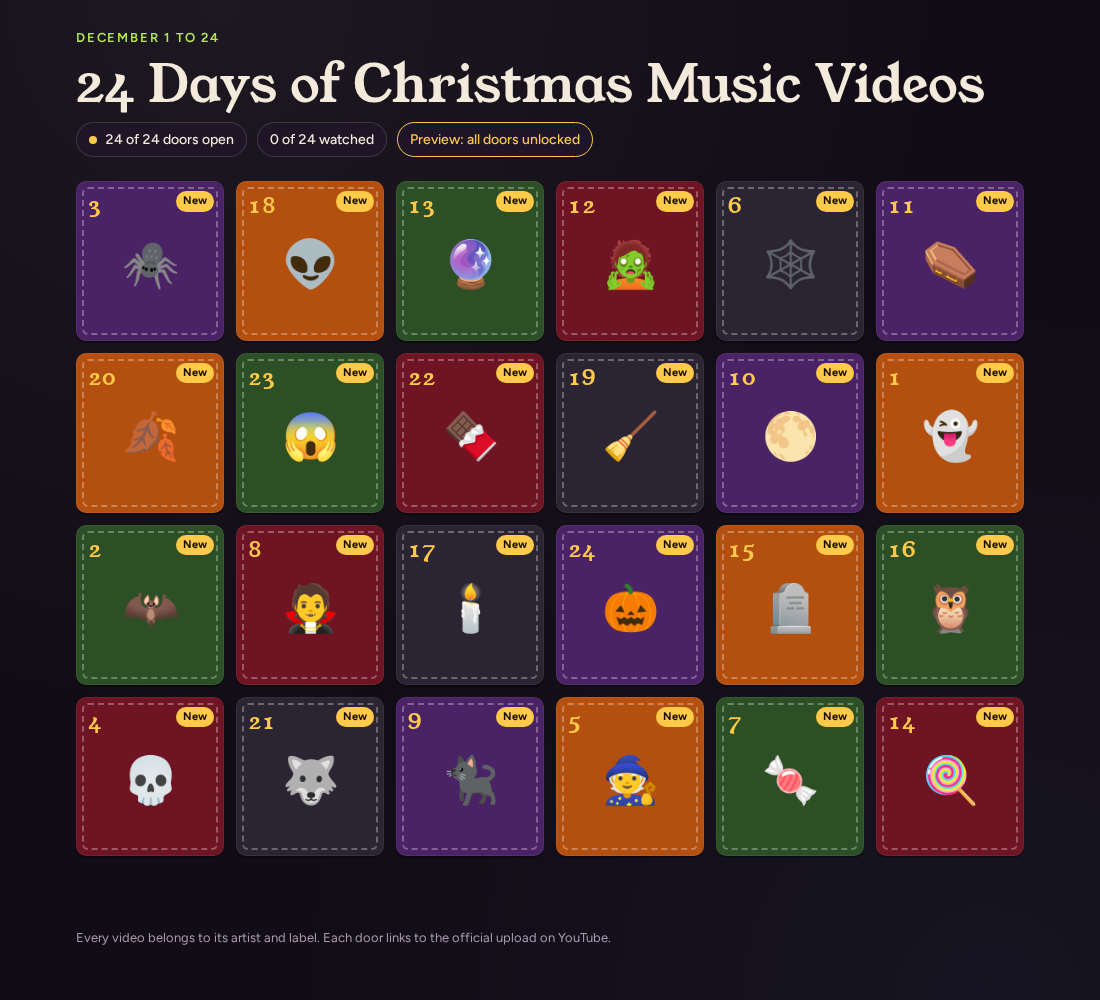 DECEMBER 1 TO 24
24 Days of Christmas Music Videos
24 of 24 doors open 0 of 24 watched Preview: all doors unlocked
3 New 18 New 13 New 12 New 6 New 11 New
20 New 23 New 22 New 19 New 10 New 1 New
2 New 8 New 17 New 24 New 15 New 16 New
4 New 21 New 9 New 5 New 7 New 14 New
Every video belongs to its artist and label. Each door links to the official upload on YouTube.